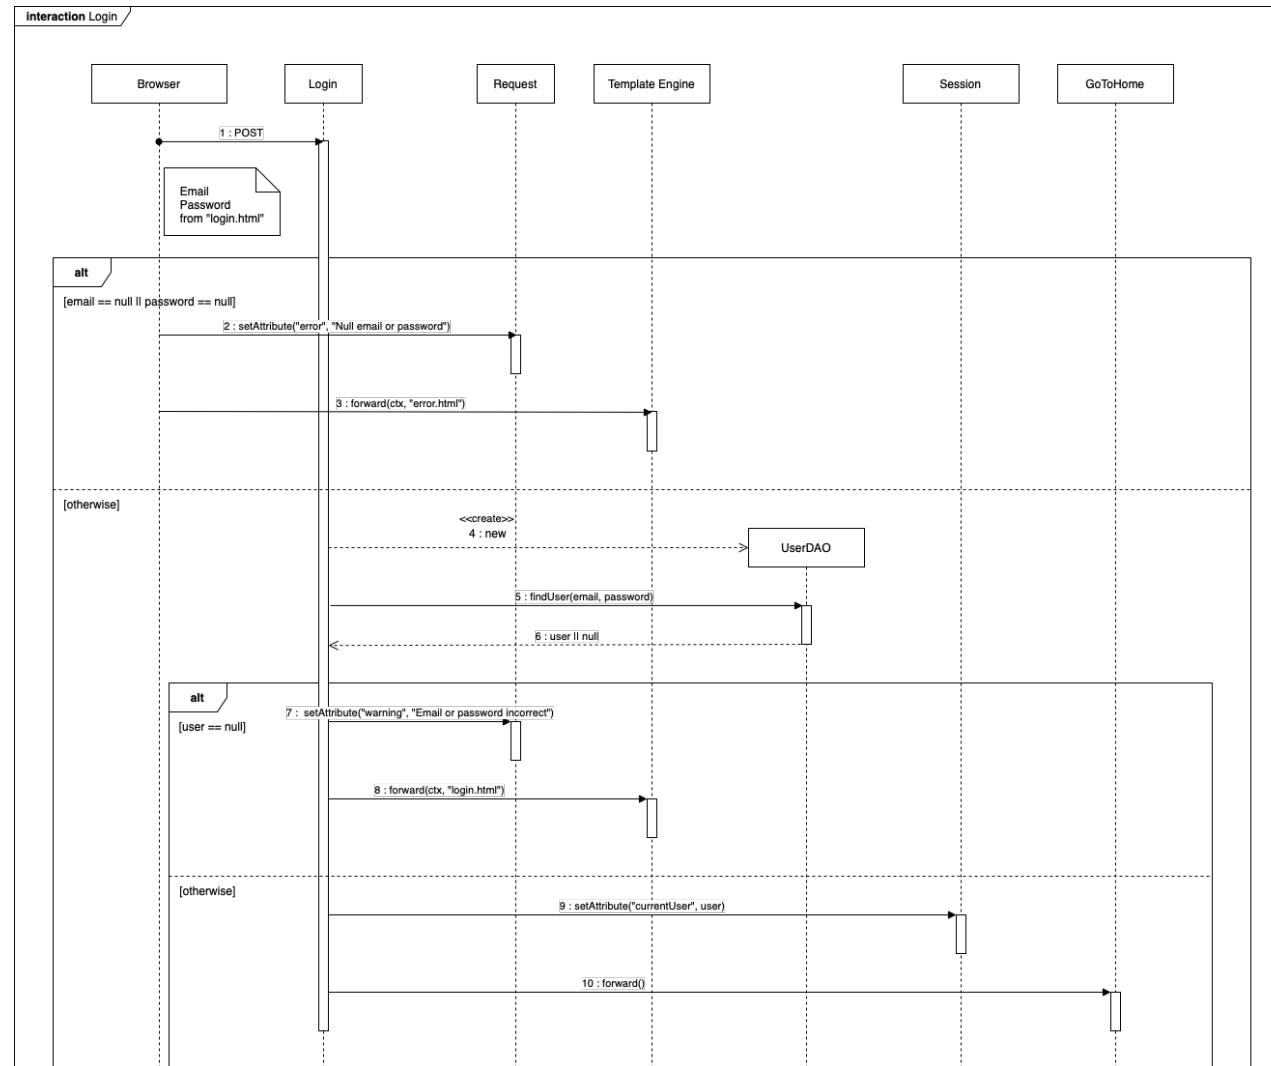 interaction Login
Browser
Login
Request
Template Engine
Session
GoToHome
1 : POST
Email
Password
from "login.html"
alt
[email == null || password == null]
2 : setAttribute("error", "Null email or password")
3 : forward(ctx, "error.html")
[otherwise]
<<create>>
4 : new
UserDAO
5 : findUser(email, password)
6 : user || null
alt
7 : setAttribute("warning", "Email or password incorrect")
[user == null]
8 : forward(ctx, "login.html")
[otherwise]
9 : setAttribute("currentUser", user)
10 : forward()